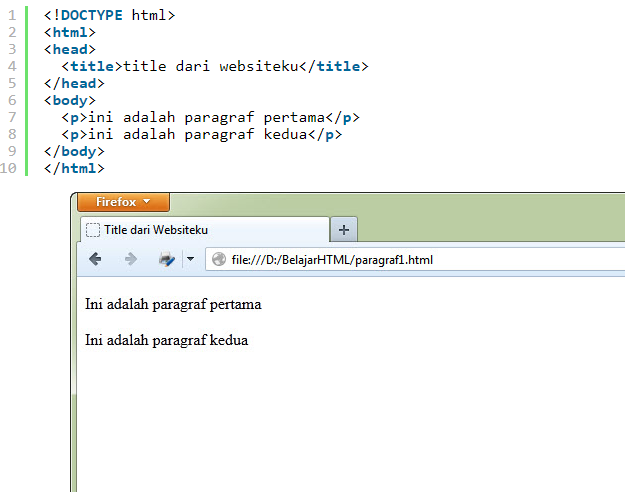 1 <!DOCTYPE html>
2 <html>
3 <head>
4   <title>title dari websiteku</title>
5 </head>
6 <body>
7   <p>ini adalah paragraf pertama</p>
8   <p>ini adalah paragraf kedua</p>
9 </body>
10 </html>
Firefox
Title dari Websiteku
file:///D:/BelajarHTML/paragraf1.html
Ini adalah paragraf pertama
Ini adalah paragraf kedua